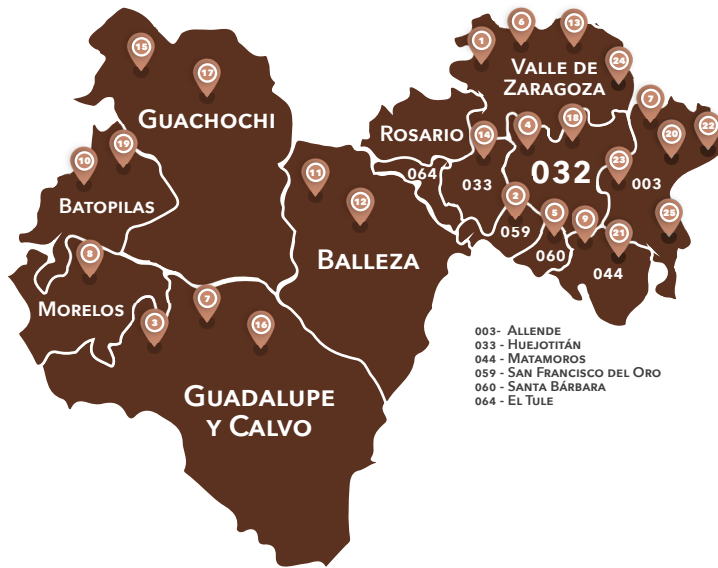 1
6
13
15
17
24
VALLE DE
ZARAGOZA
7
GUACHOCHI
ROSARIO
14
4
18
20
22
10
19
11
064
033
032
23
003
BATOPILAS
12
2
059
5
9
25
8
BALLEZA
060
21
044
MORELOS
3
7
16
003- ALLENDE
033 - HUEJOTITÁN
044 - MATAMOROS
059 - SAN FRANCISCO DEL ORO
060 - SANTA BÁRBARA
064 - EL TULE
GUADALUPE
Y CALVO